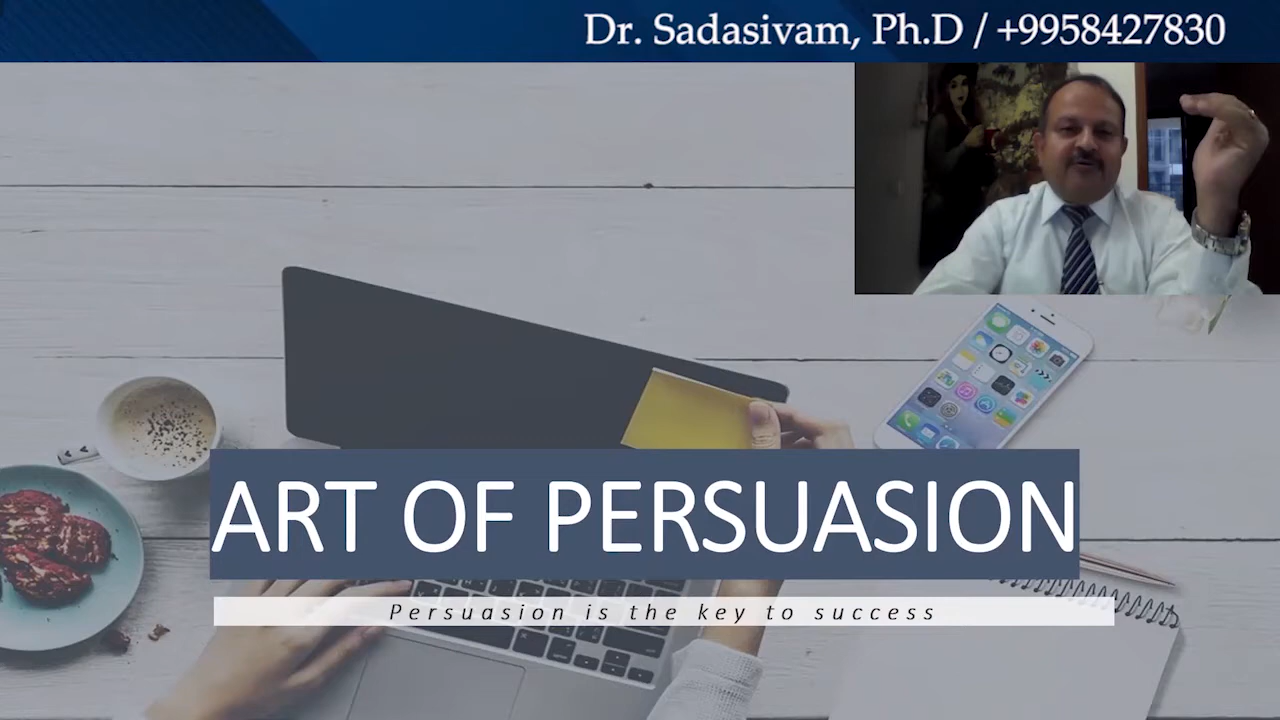 Dr. Sadasivam, Ph.D / +9958427830
ART OF PERSUASION
Persuasion is the key to success